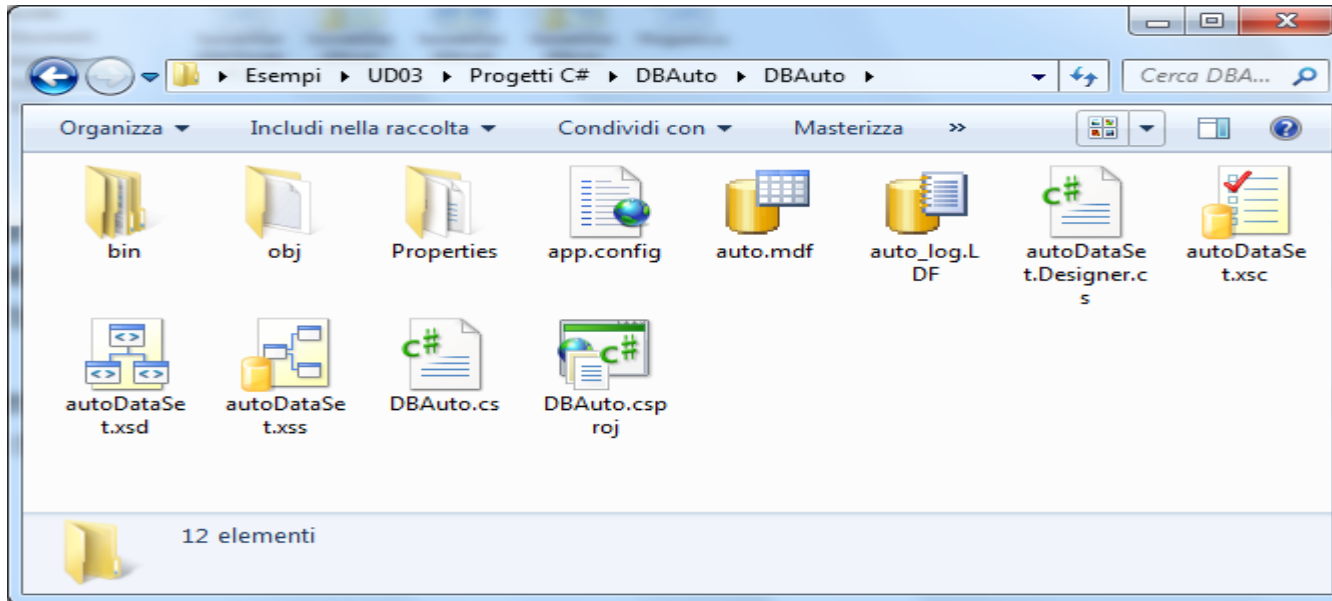 Esempi UD03 Progetti C# DBAuto DBAuto Cerca DBA...
Organizza Includi nella raccolta Condividi con Masterizza »
bin obj Properties app.config auto.mdf auto_log.L autoDataSe autoDataSe
DF t.Designer.c t.xsc
s
autoDataSe autoDataSe DBAuto.cs DBAuto.csp
t.xsd t.xss roj
12 elementi